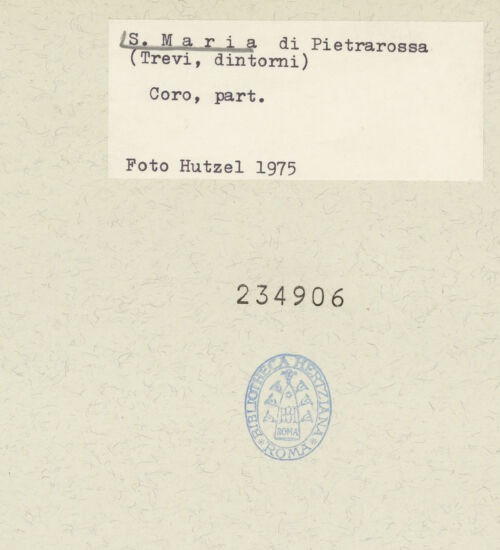 S. Maria di Pietrarossa
(Trevi, dintorni)
Coro, part.
Foto Hutzel 1975
234906
BIBLIOTHECA HERTZIANA
ROMA
ROMA